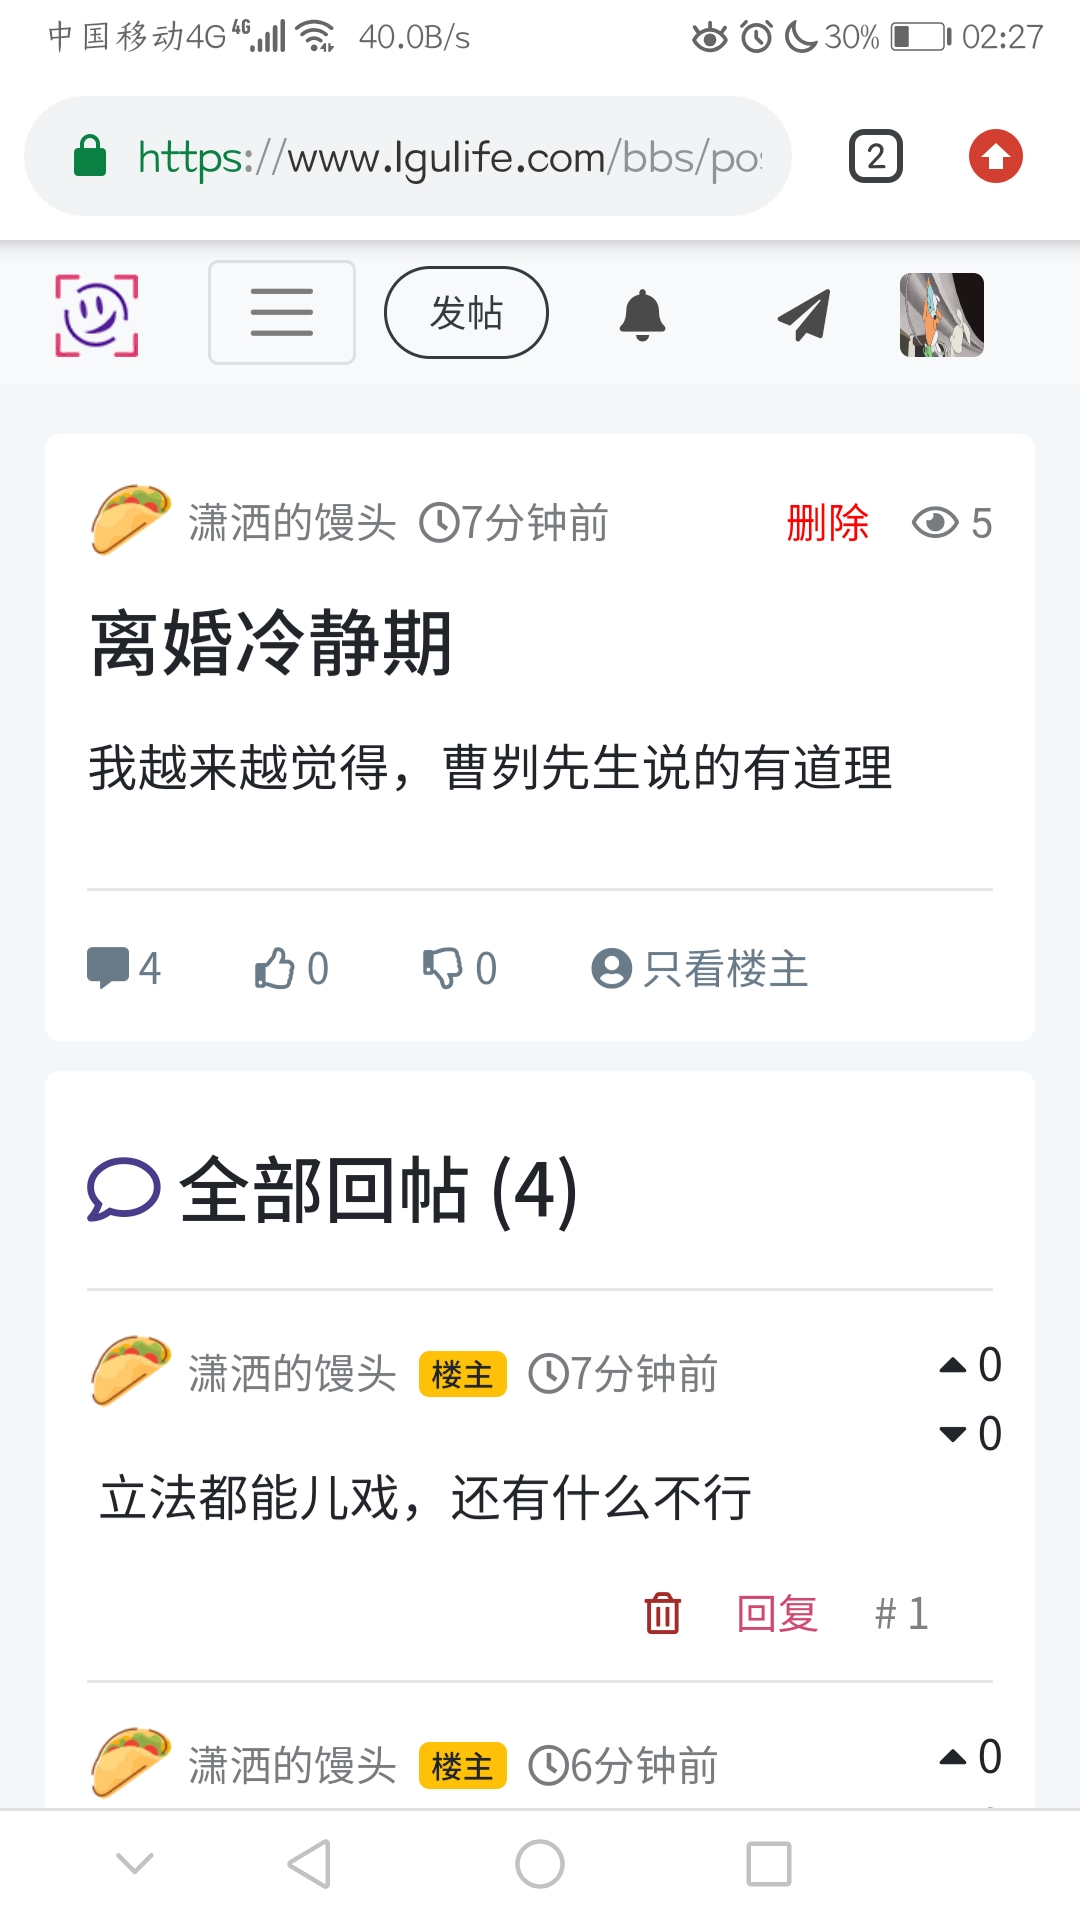 中国移动4G 4G 40.0B/s 30% 02:27
https://www.lgulife.com/bbs/pos 2
发帖
潇洒的馒头 7分钟前 删除 5
离婚冷静期
我越来越觉得，曹刿先生说的有道理
4 0 0 只看楼主
全部回帖 (4)
潇洒的馒头 楼主 7分钟前 0
0
立法都能儿戏，还有什么不行
回复 # 1
潇洒的馒头 楼主 6分钟前 0